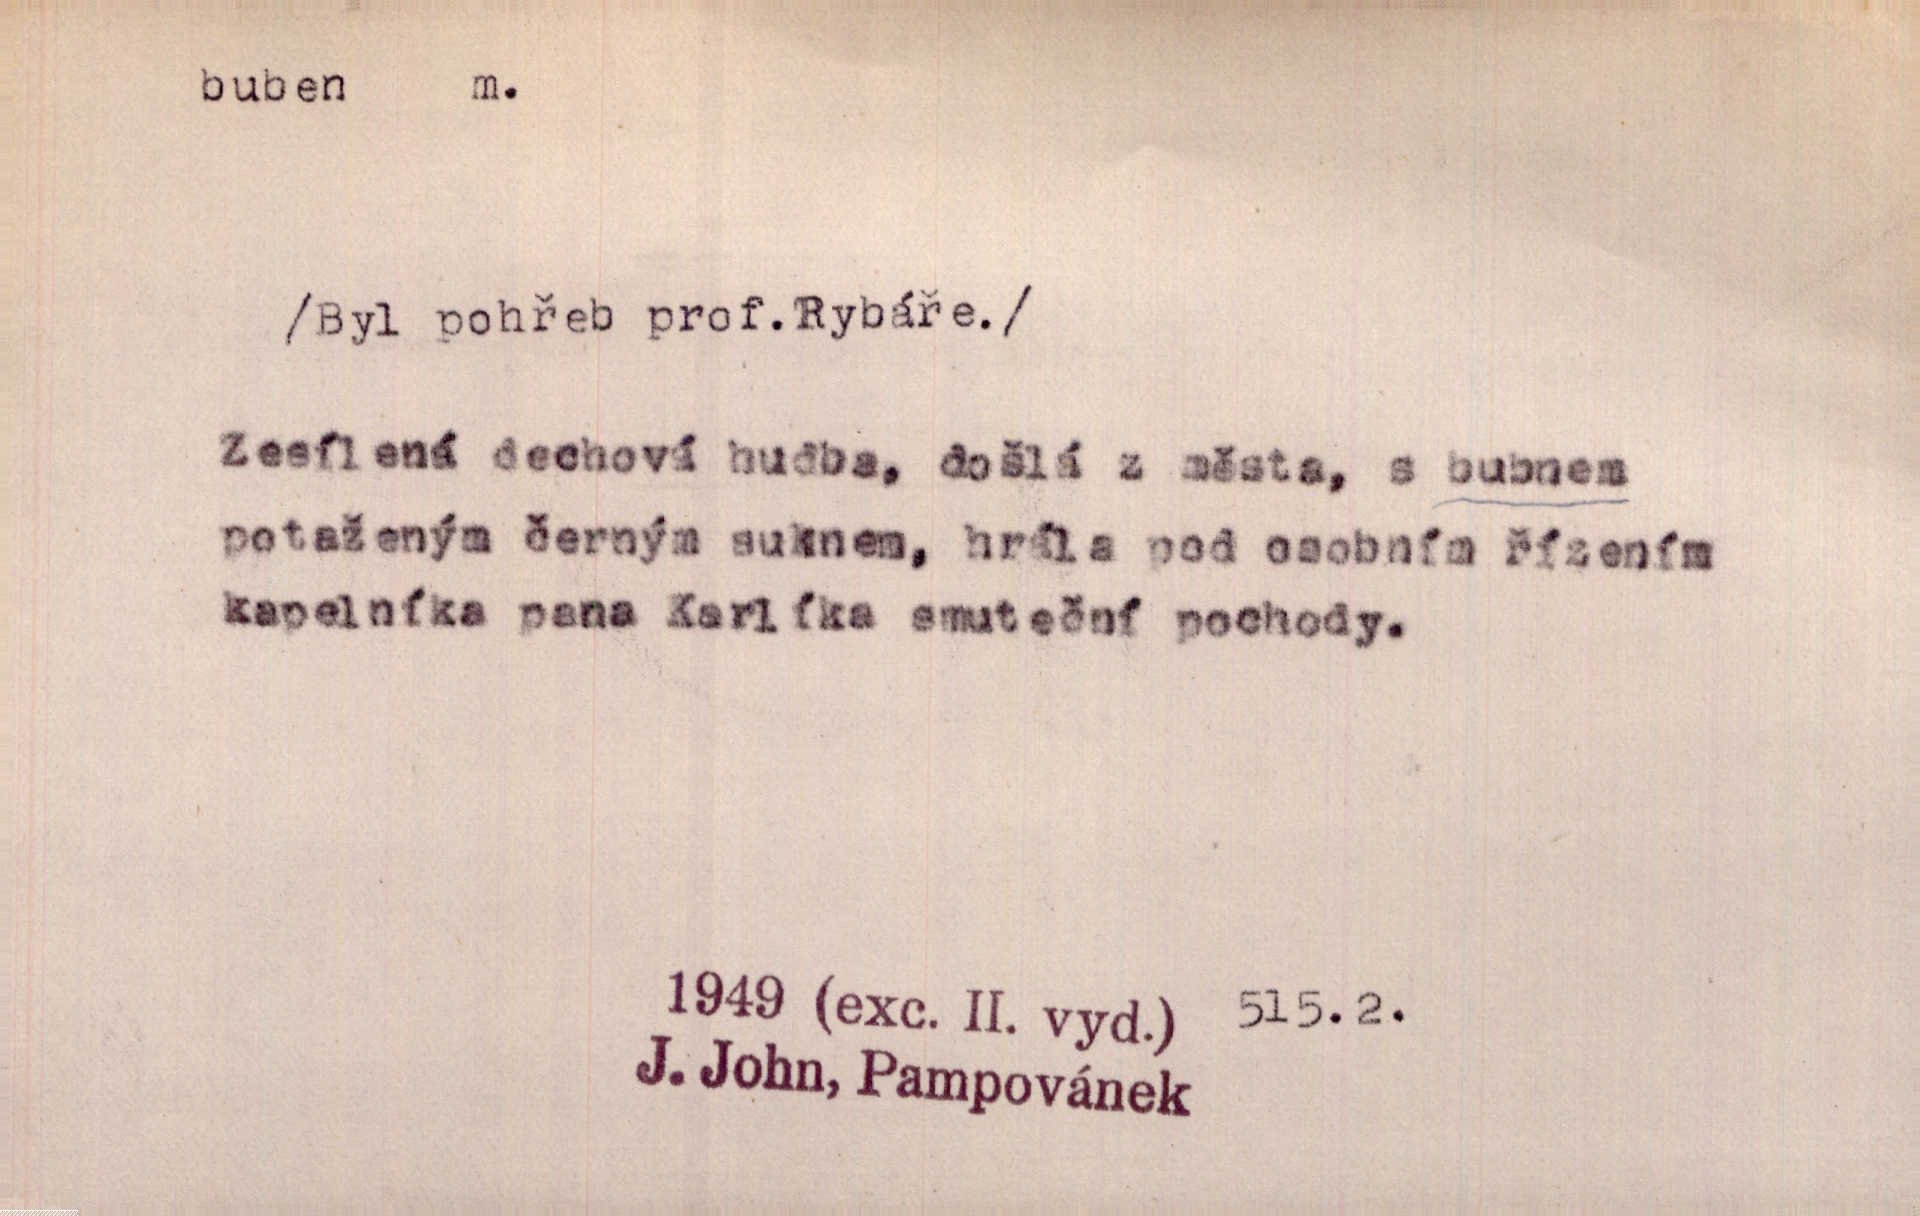 buben m.
/Byl pohřeb prof.Rybáře./
Zesílená dechová hudba, došlá z města, s bubnem
potaženým černým suknem, hrála pod osobním řízením
kapelníka pana Karlíka smuteční pochody.
1949 (exc. II. vyd.) 515.2.
J. John, Pampovánek